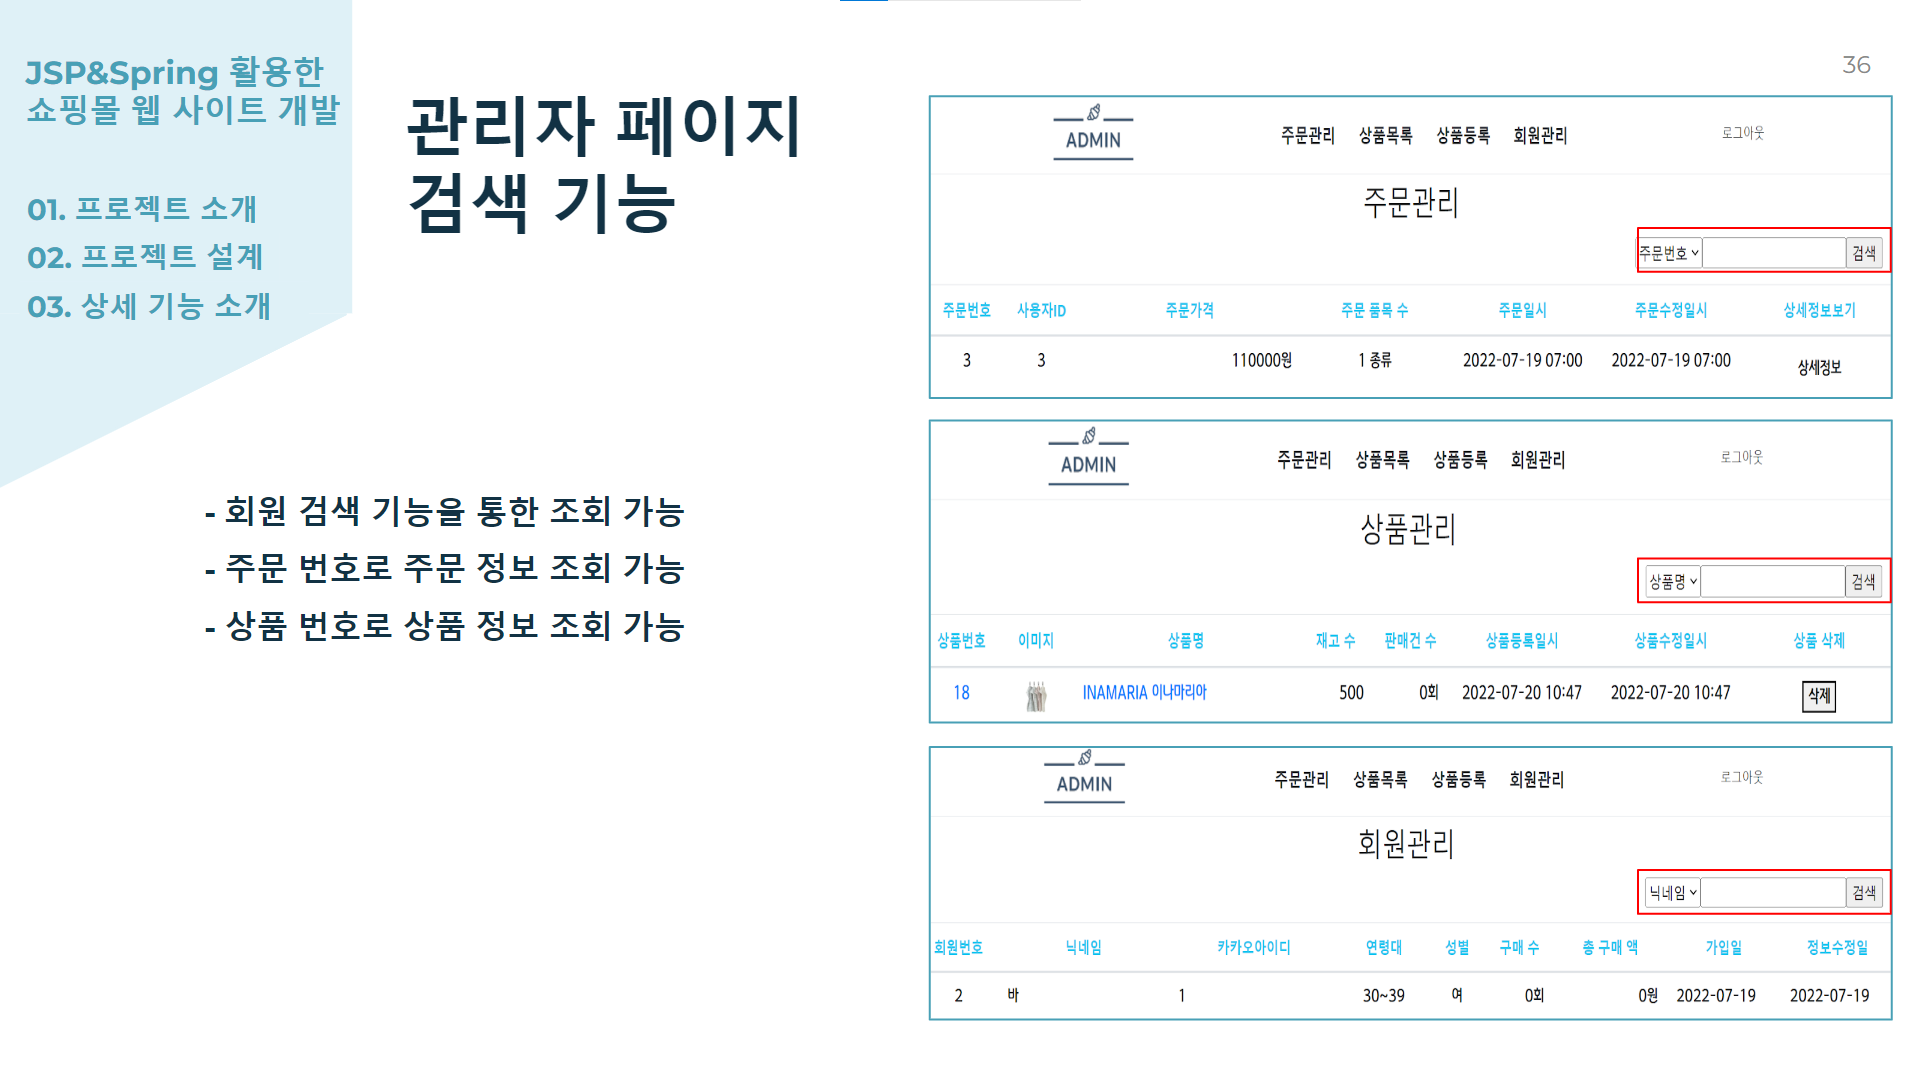 JSP&Spring 활용한
쇼핑몰 웹 사이트 개발
01. 프로젝트 소개
02. 프로젝트 설계
03. 상세 기능 소개
관리자 페이지
검색 기능
- 회원 검색 기능을 통한 조회 가능
- 주문 번호로 주문 정보 조회 가능
- 상품 번호로 상품 정보 조회 가능
36
ADMIN 주문관리 상품목록 상품등록 회원관리 로그아웃
주문관리
주문번호 검색
주문번호 사용자ID 주문가격 주문 품목 수 주문일시 주문수정일시 상세정보보기
3 3 110000원 1 종류 2022-07-19 07:00 2022-07-19 07:00 상세정보
ADMIN 주문관리 상품목록 상품등록 회원관리 로그아웃
상품관리
상품명 검색
상품번호 이미지 상품명 재고 수 판매건 수 상품등록일시 상품수정일시 상품 삭제
18 INAMARIA 이나마리아 500 0회 2022-07-20 10:47 2022-07-20 10:47 삭제
ADMIN 주문관리 상품목록 상품등록 회원관리 로그아웃
회원관리
닉네임 검색
회원번호 닉네임 카카오아이디 연령대 성별 구매 수 총 구매 액 가입일 정보수정일
2 바 1 30~39 여 0회 0원 2022-07-19 2022-07-19